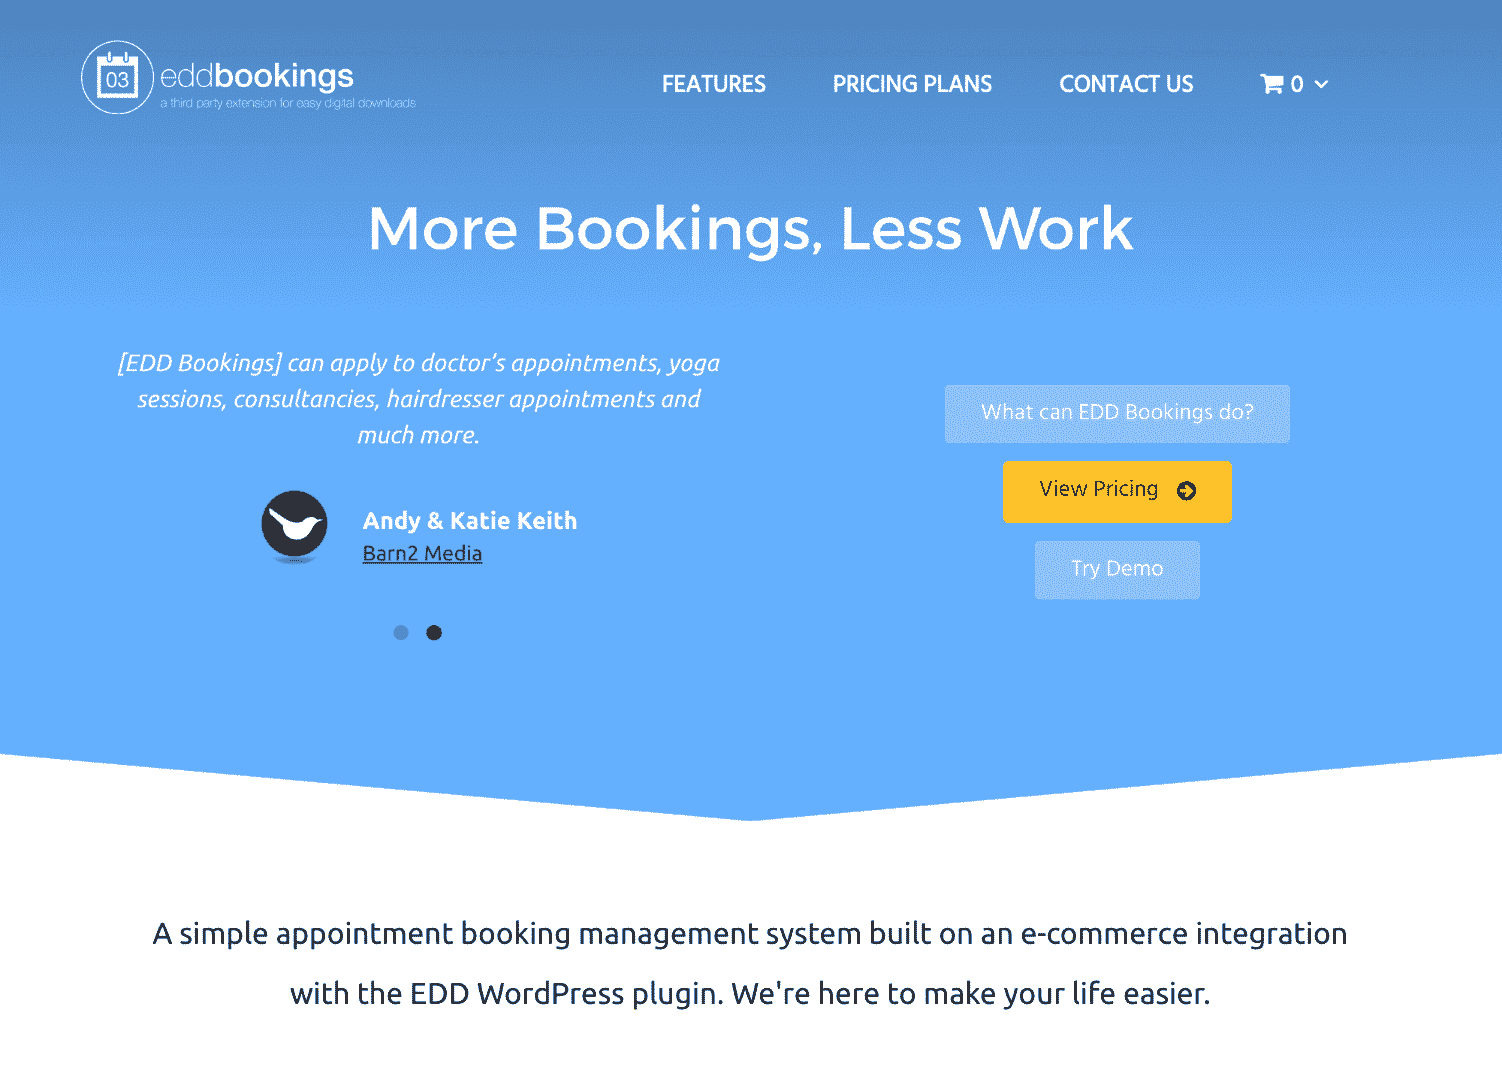 03
eddbookings
a third party extension for easy digital downloads
FEATURES
PRICING PLANS
CONTACT US
0
More Bookings, Less Work
[EDD Bookings] can apply to doctor's appointments, yoga
sessions, consultancies, hairdresser appointments and
much more.
Andy & Katie Keith
Barn2 Media
What can EDD Bookings do?
View Pricing
Try Demo
A simple appointment booking management system built on an e-commerce integration
with the EDD WordPress plugin. We're here to make your life easier.